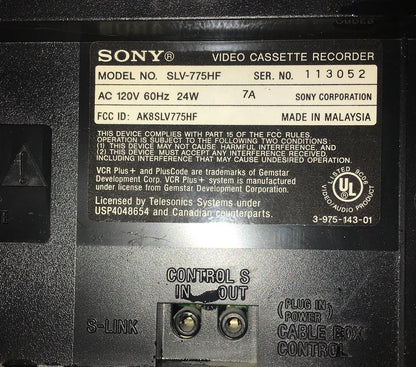 SONY® VIDEO CASSETTE RECORDER
MODEL NO. SLV-775HF SER. NO. 113052
AC 120V 60Hz 24W 7A SONY CORPORATION
FCC ID: AK8SLV775HF MADE IN MALAYSIA
THIS DEVICE COMPLIES WITH PART 15 OF THE FCC RULES.
OPERATION IS SUBJECT TO THE FOLLOWING TWO CONDITIONS:
(1) THIS DEVICE MAY NOT CAUSE HARMFUL INTERFERENCE, AND
(2) THIS DEVICE MUST ACCEPT ANY INTERFERENCE RECEIVED,
INCLUDING INTERFERENCE THAT MAY CAUSE UNDESIRED OPERATION.
VCR Plus+ and PlusCode are trademarks of Gemstar
Development Corp. VCR Plus+ system is manufactured
under license from Gemstar Development Corporation.
Licensed by Telesonics Systems under
USP4048654 and Canadian counterparts.
LISTED
UL
®
VIDEO/AUDIO PRODUCT
3-975-143-01
CONTROL S
IN OUT
S-LINK
(PLUG IN POWER)
CABLE BOX
CONTROL